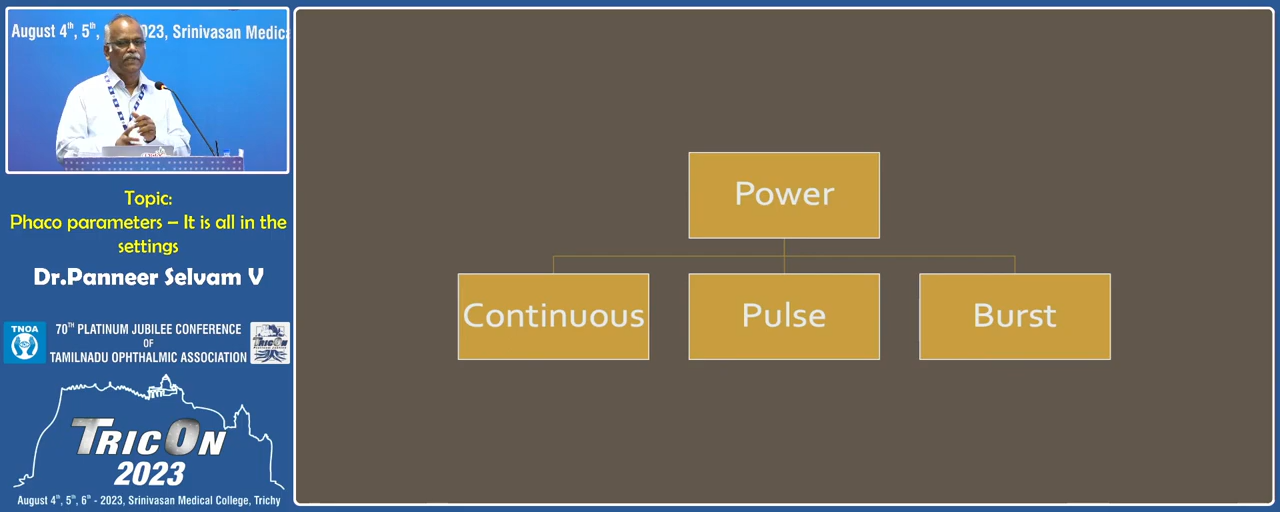 August 4th, 5th, 023, Srinivasan Medic
Topic:
Phaco parameters – It is all in the
settings
Dr.Panneer Selvam V
TNOA
70TH PLATINUM JUBILEE CONFERENCE
OF
TAMILNADU OPHTHALMIC ASSOCIATION
TRICON
TRICON
2023
August 4th, 5th, 6th - 2023, Srinivasan Medical College, Trichy
Power
Continuous
Pulse
Burst